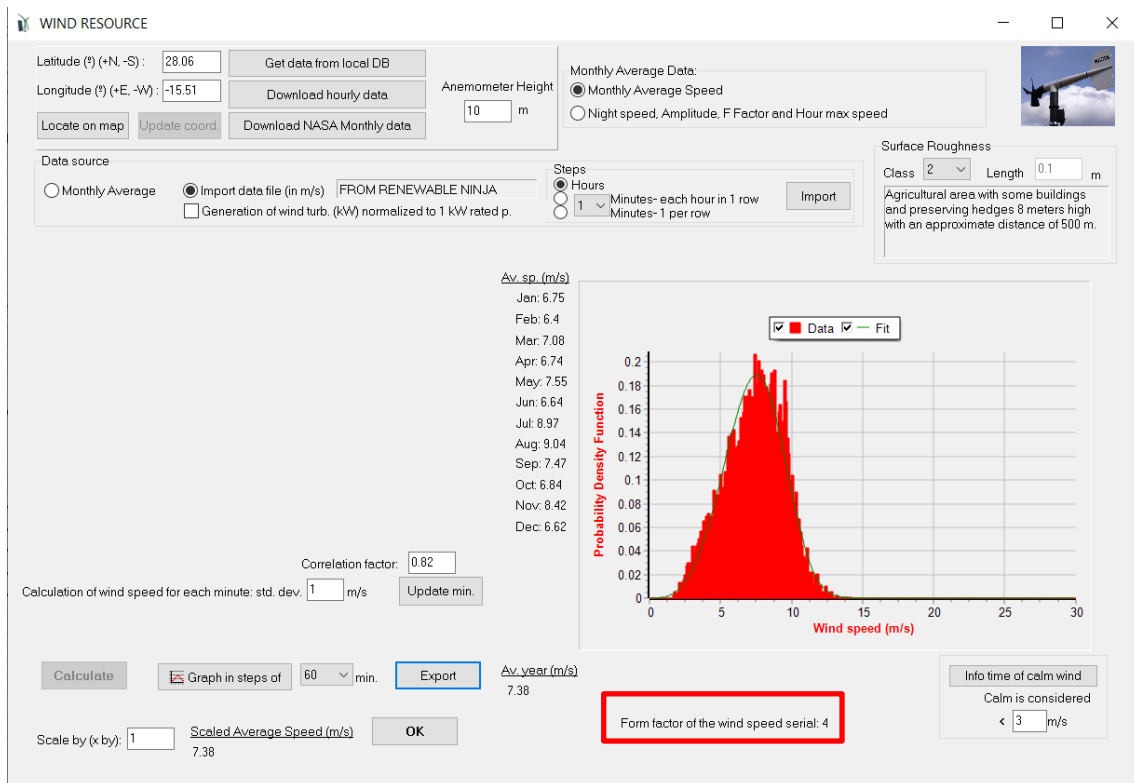 WIND RESOURCE
Latitude (º) (+N, -S) : 28.06
Get data from local DB
Longitude (º) (+E, -W) : -15.51
Download hourly data
Locate on map
Update coord.
Download NASA Monthly data
Anemometer Height
10 m
Monthly Average Data:
Monthly Average Speed
Night speed, Amplitude, F Factor and Hour max speed
Data source
Monthly Average
Import data file (in m/s)
FROM RENEWABLE NINJA
Generation of wind turb. (kW) normalized to 1 kW rated p.
Steps
Hours
1
Minutes- each hour in 1 row
Minutes- 1 per row
Import
Surface Roughness
Class 2 Length 0.1 m
Agricultural area with some buildings
and preserving hedges 8 meters high
with an approximate distance of 500 m.
Av. sp. (m/s)
Jan: 6.75
Feb: 6.4
Mar: 7.08
Apr: 6.74
May: 7.55
Jun: 6.64
Jul: 8.97
Aug: 9.04
Sep: 7.47
Oct: 6.84
Nov: 8.42
Dec: 6.62
Data Fit
Probability Density Function
0.2
0.18
0.16
0.14
0.12
0.1
0.08
0.06
0.04
0.02
0
0 5 10 15 20 25 30
Wind speed (m/s)
Correlation factor: 0.82
Calculation of wind speed for each minute: std. dev. 1 m/s
Update min.
Calculate
Graph in steps of 60 min.
Export
Av. year (m/s)
7.38
Scale by (x by): 1
Scaled Average Speed (m/s)
7.38
OK
Form factor of the wind speed serial: 4
Info time of calm wind
Calm is considered
< 3 m/s